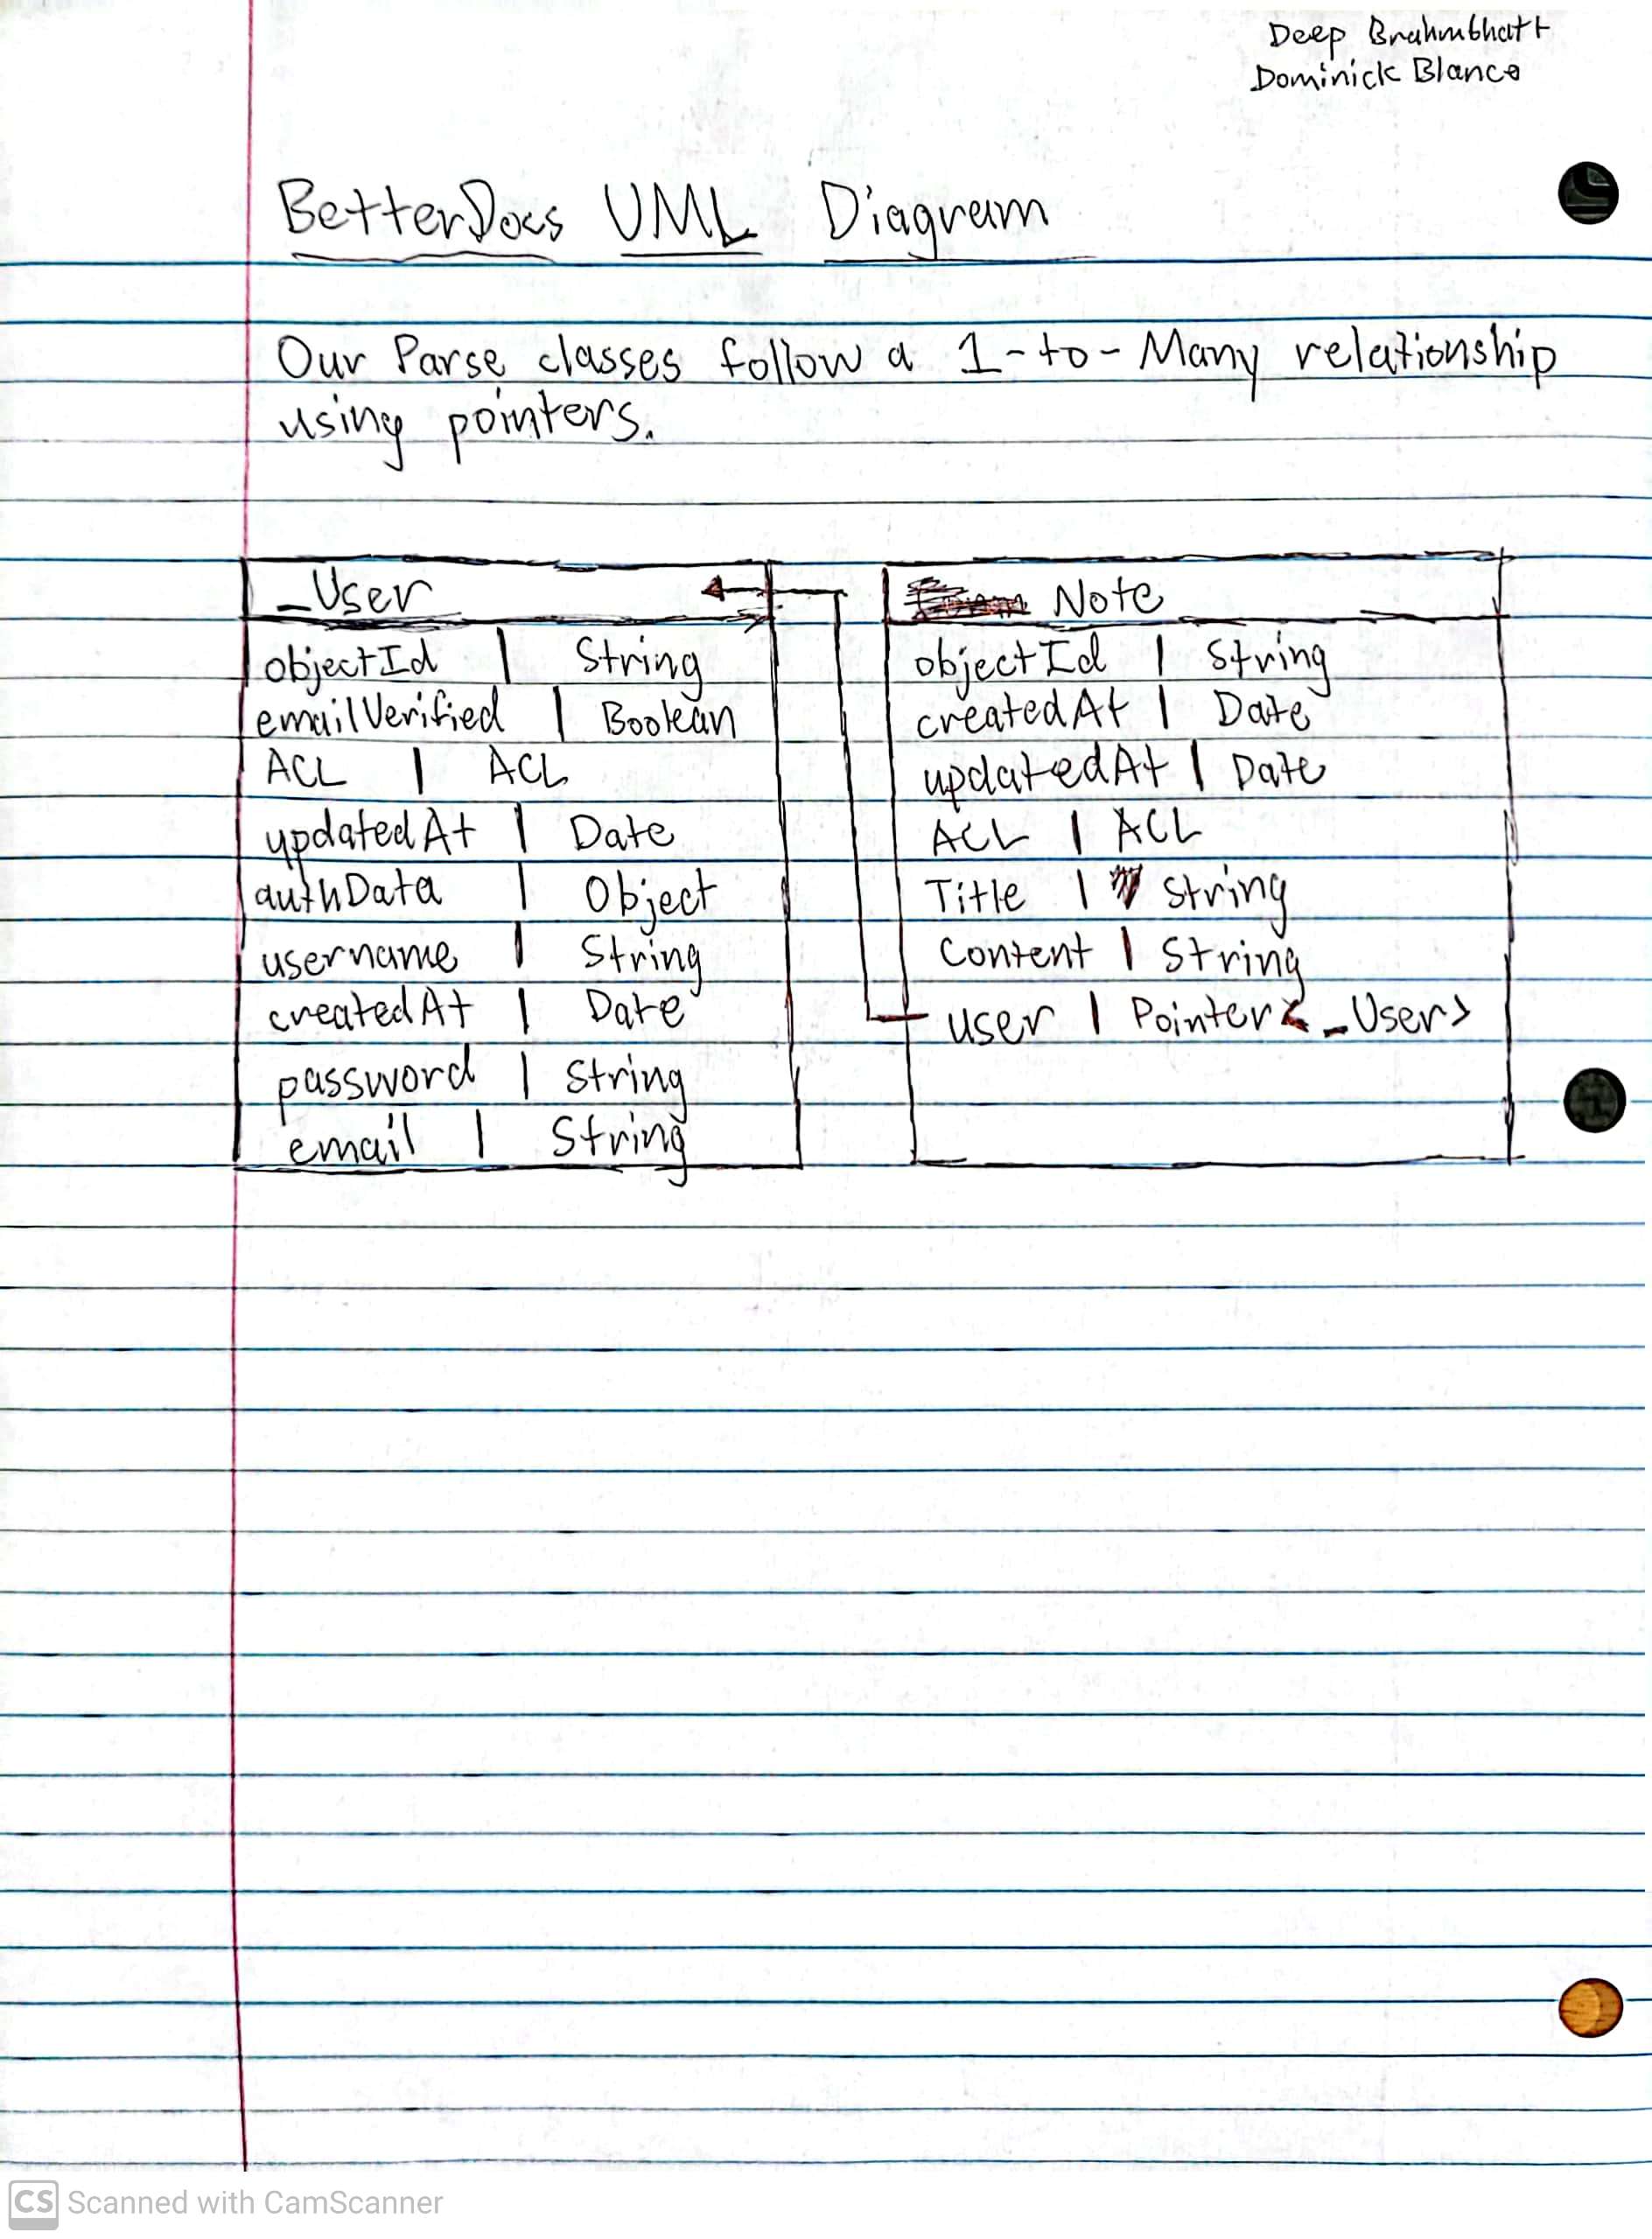 Deep Brahmbhatt
Dominick Blanco
BetterDocs UML Diagram
Our Parse classes follow a 1-to-Many relationship
using pointers.
_User
objectId | String
emailVerified | Boolean
ACL | ACL
updatedAt | Date
authData | Object
username | String
createdAt | Date
password | String
email | String
Note
objectId | String
createdAt | Date
updatedAt | Date
ACL | ACL
Title | String
Content | String
user | Pointer<_User>
CS Scanned with CamScanner